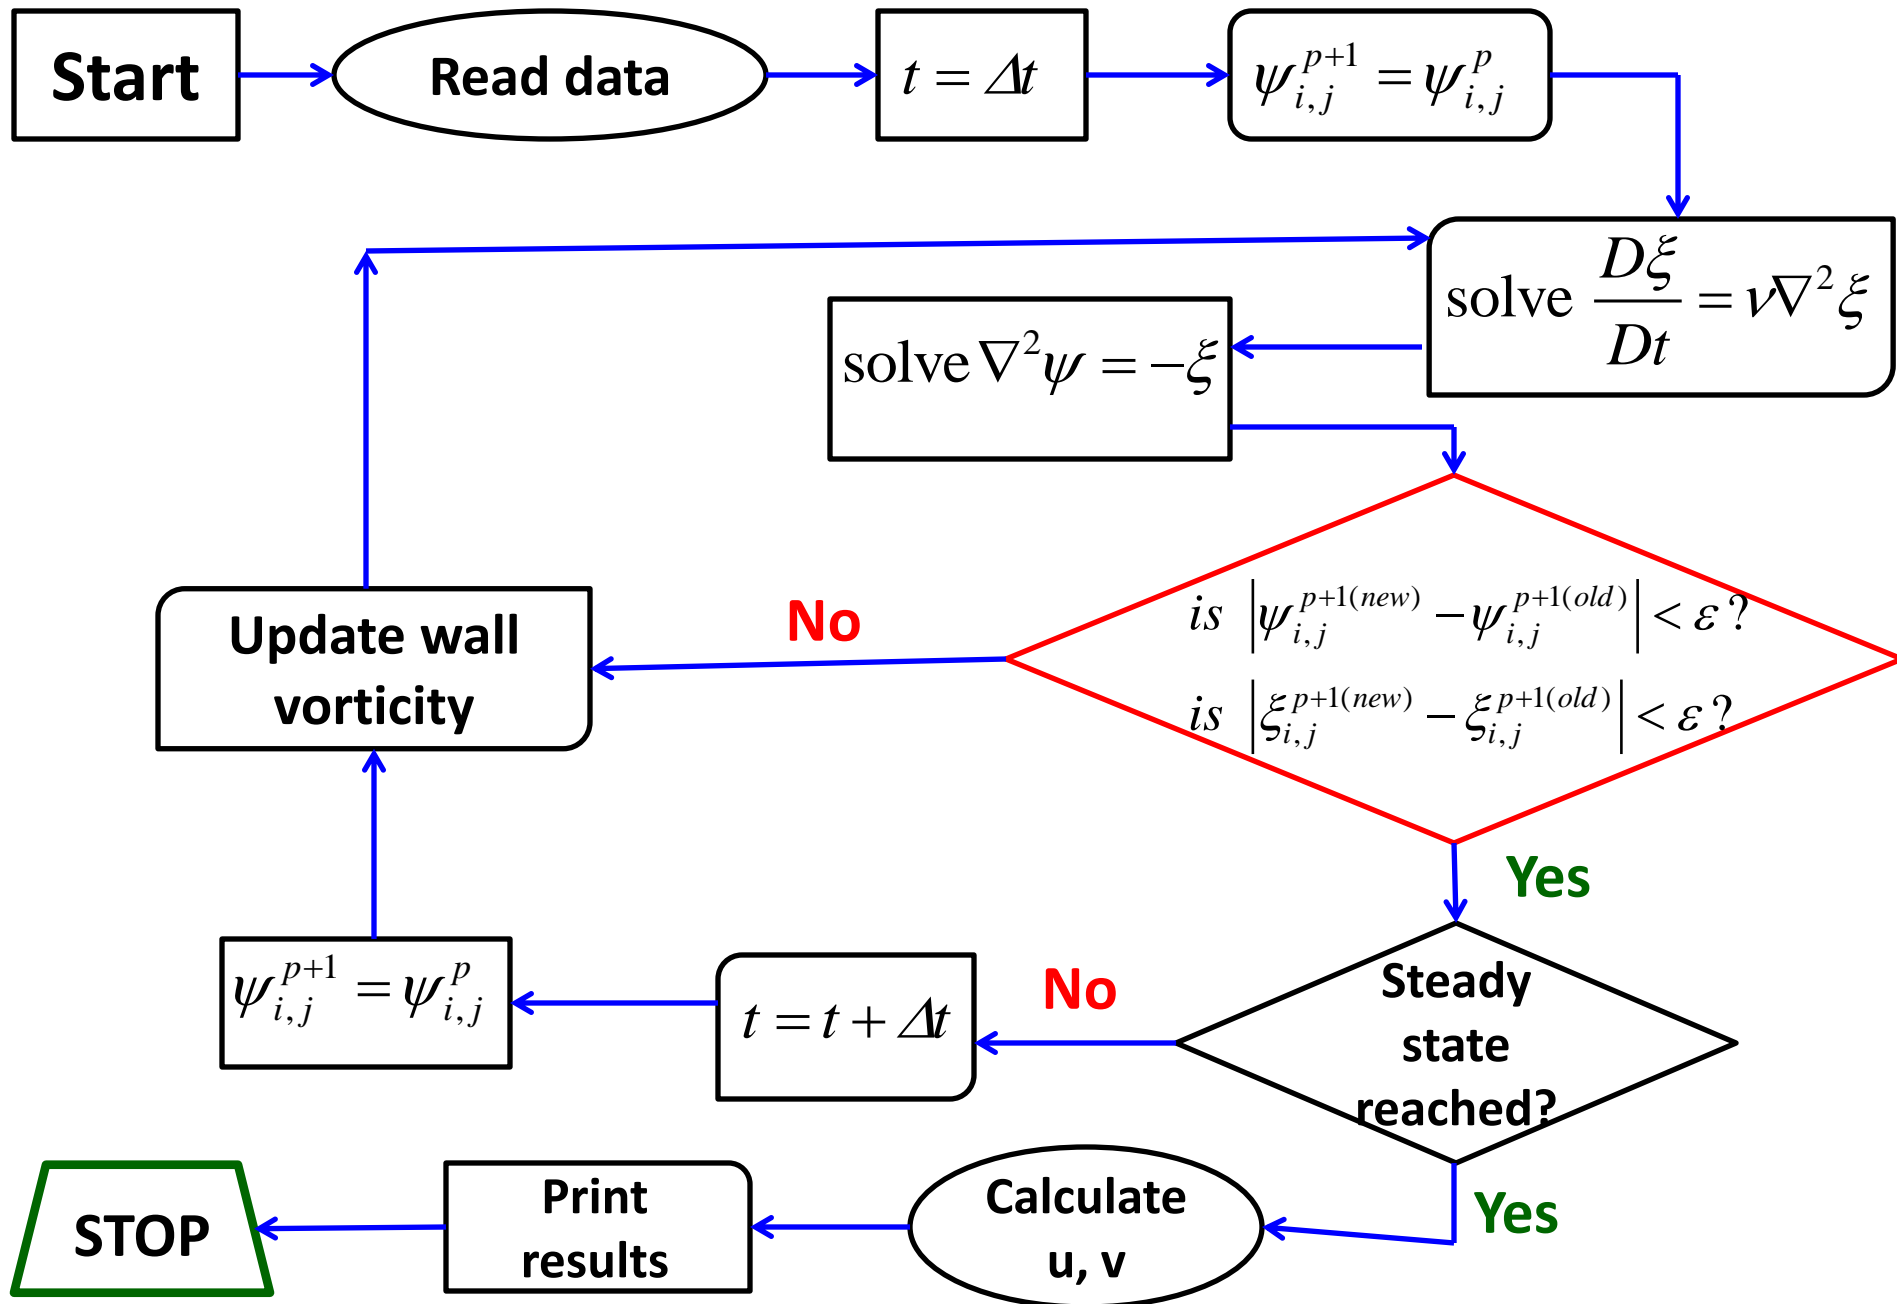 Start
Read data
t = Δt
ψ_{i,j}^{p+1} = ψ_{i,j}^{p}
solve Dξ/Dt = ν∇²ξ
solve ∇²ψ = −ξ
is |ψ_{i,j}^{p+1(new)} − ψ_{i,j}^{p+1(old)}| < ε ?
is |ξ_{i,j}^{p+1(new)} − ξ_{i,j}^{p+1(old)}| < ε ?
No
Update wall
vorticity
Yes
Steady
state
reached?
No
t = t + Δt
ψ_{i,j}^{p+1} = ψ_{i,j}^{p}
Yes
Calculate
u, v
Print
results
STOP